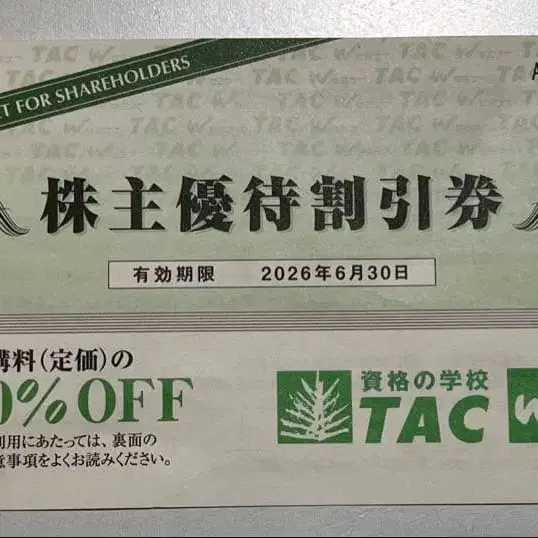 T FOR SHAREHOLDERS
株主優待割引券
有効期限 2026年6月30日
講料(定価)の
0%OFF
利用にあたっては、裏面の
意事項をよくお読みください。
資格の学校
TAC W